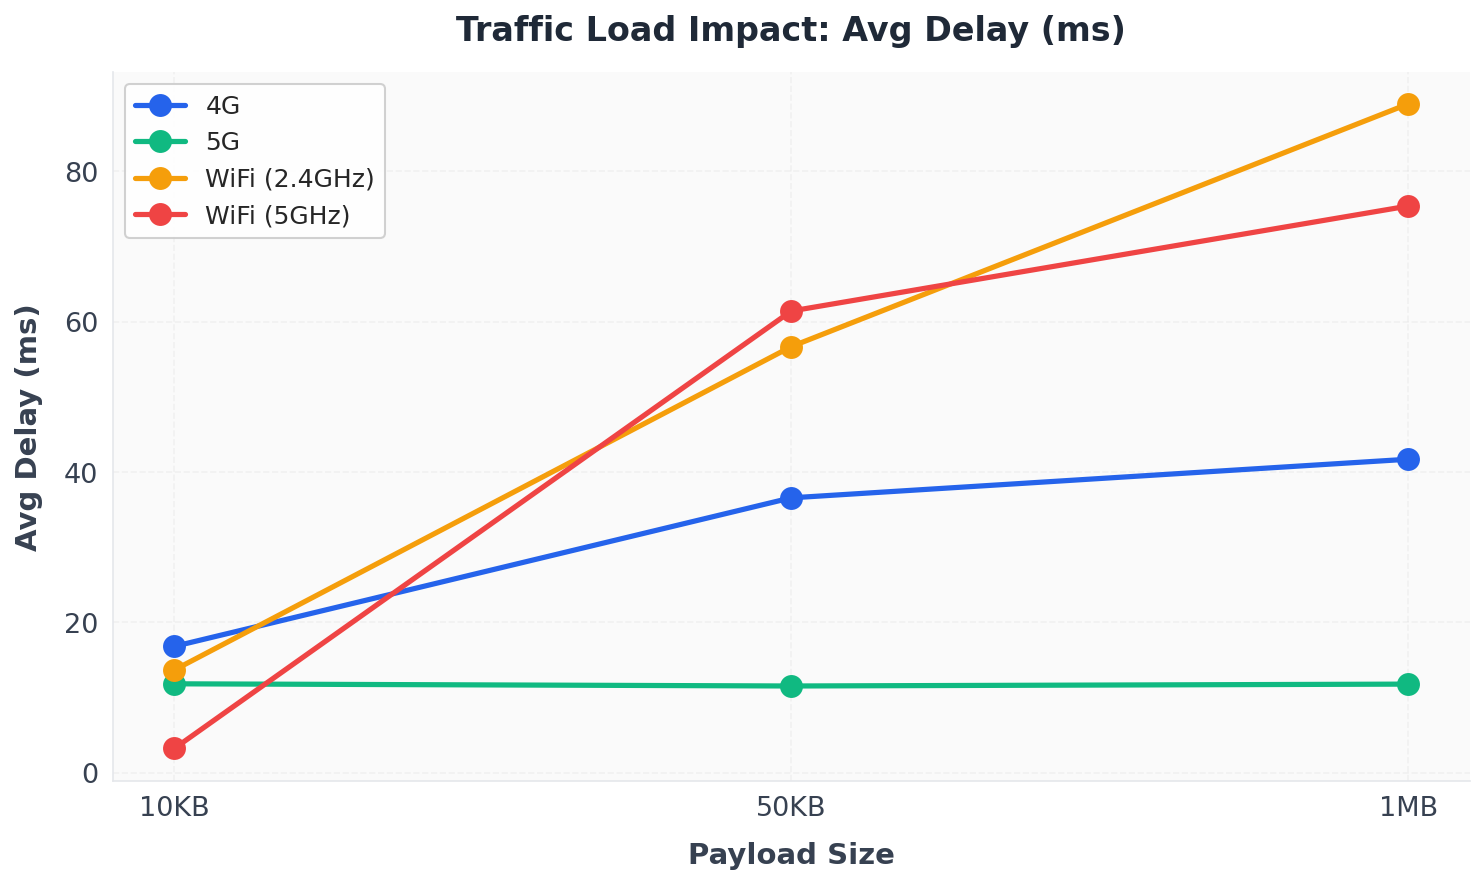 Traffic Load Impact: Avg Delay (ms)
4G
5G
WiFi (2.4GHz)
WiFi (5GHz)
Avg Delay (ms)
80
60
40
20
0
10KB
50KB
1MB
Payload Size